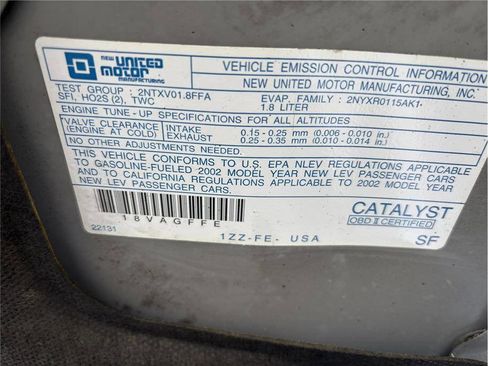 NEW UNITED MOTOR MANUFACTURING
VEHICLE EMISSION CONTROL INFORMATION
NEW UNITED MOTOR MANUFACTURING, INC.
TEST GROUP : 2NTXV01.8FFA
EVAP. FAMILY : 2NYXR0115AK1
SFI, HO2S (2), TWC
1.8 LITER
ENGINE TUNE - UP SPECIFICATIONS FOR ALL ALTITUDES
VALVE CLEARANCE INTAKE 0.15 - 0.25 mm (0.006 - 0.010 in.)
(ENGINE AT COLD) EXHAUST 0.25 - 0.35 mm (0.010 - 0.014 in.)
NO OTHER ADJUSTMENTS NEEDED.
THIS VEHICLE CONFORMS TO U.S. EPA NLEV REGULATIONS APPLICABLE
TO GASOLINE-FUELED 2002 MODEL YEAR NEW LEV PASSENGER CARS
AND TO CALIFORNIA REGULATIONS APPLICABLE TO 2002 MODEL YEAR
NEW LEV PASSENGER CARS.
18VAGFFE
CATALYST
OBD II CERTIFIED
22131
1ZZ-FE, USA
SF